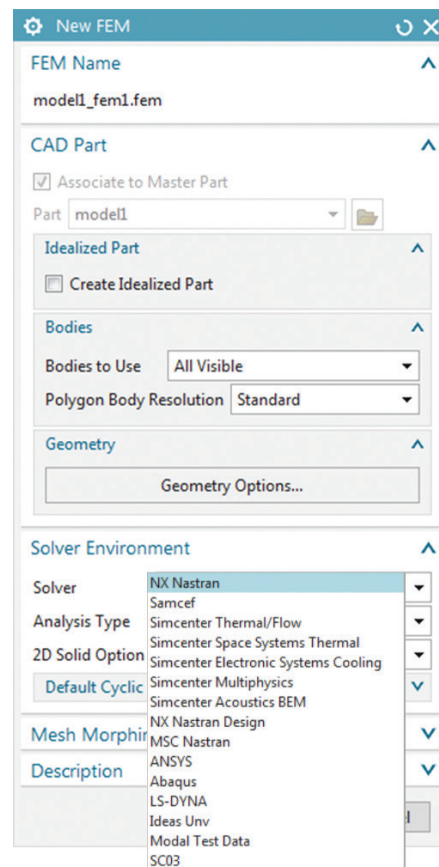 New FEM
FEM Name
model1_fem1.fem
CAD Part
Associate to Master Part
Part model1
Idealized Part
Create Idealized Part
Bodies
Bodies to Use All Visible
Polygon Body Resolution Standard
Geometry
Geometry Options...
Solver Environment
Solver
Analysis Type
2D Solid Option
Default Cyclic
Mesh Morphin
Description
NX Nastran
Samcef
Simcenter Thermal/Flow
Simcenter Space Systems Thermal
Simcenter Electronic Systems Cooling
Simcenter Multiphysics
Simcenter Acoustics BEM
NX Nastran Design
MSC Nastran
ANSYS
Abaqus
LS-DYNA
Ideas Unv
Modal Test Data
SC03